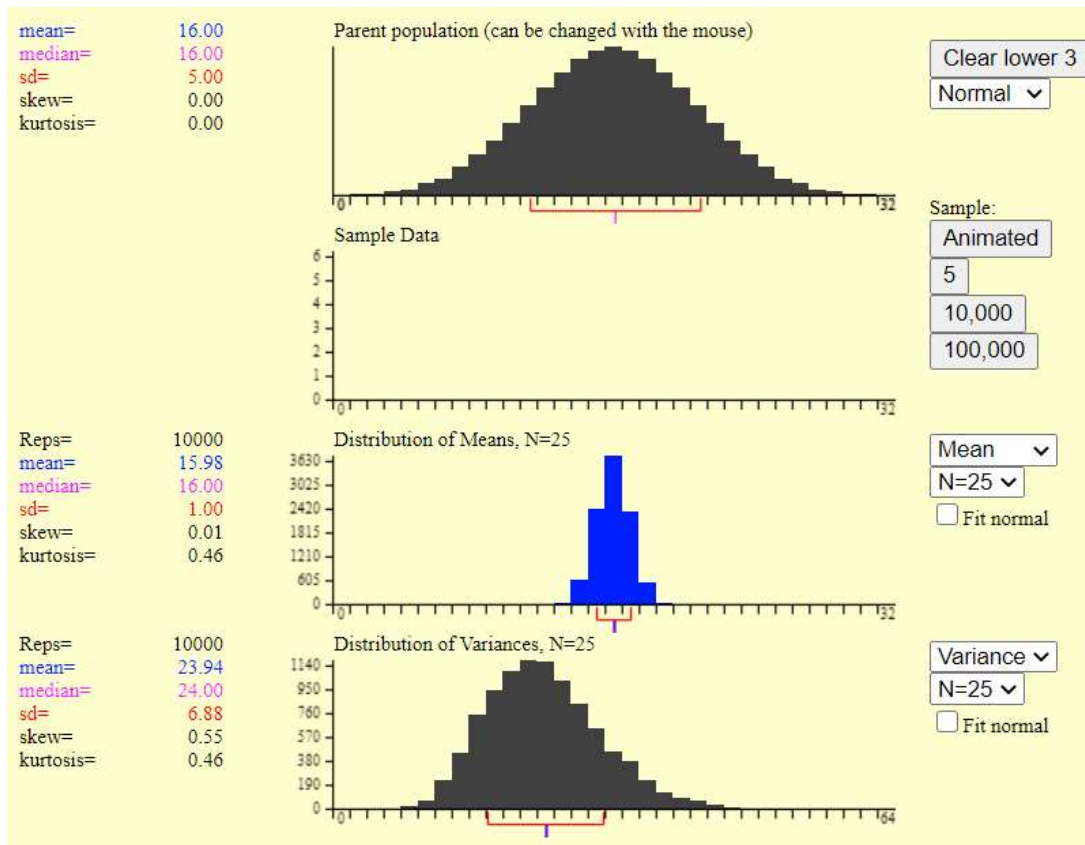 mean= 16.00
median= 16.00
sd= 5.00
skew= 0.00
kurtosis= 0.00
Parent population (can be changed with the mouse)
0 32
Clear lower 3
Normal
Sample:
Animated
5
10,000
100,000
Sample Data
6
5
4
3
2
1
0
0 32
Reps= 10000
mean= 15.98
median= 16.00
sd= 1.00
skew= 0.01
kurtosis= 0.46
Distribution of Means, N=25
3630
3025
2420
1815
1210
605
0
0 32
Mean
N=25
Fit normal
Reps= 10000
mean= 23.94
median= 24.00
sd= 6.88
skew= 0.55
kurtosis= 0.46
Distribution of Variances, N=25
1140
950
760
570
380
190
0
0 64
Variance
N=25
Fit normal